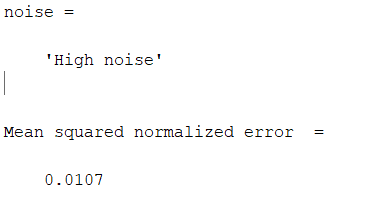 noise =
'High noise'
Mean squared normalized error  =
0.0107